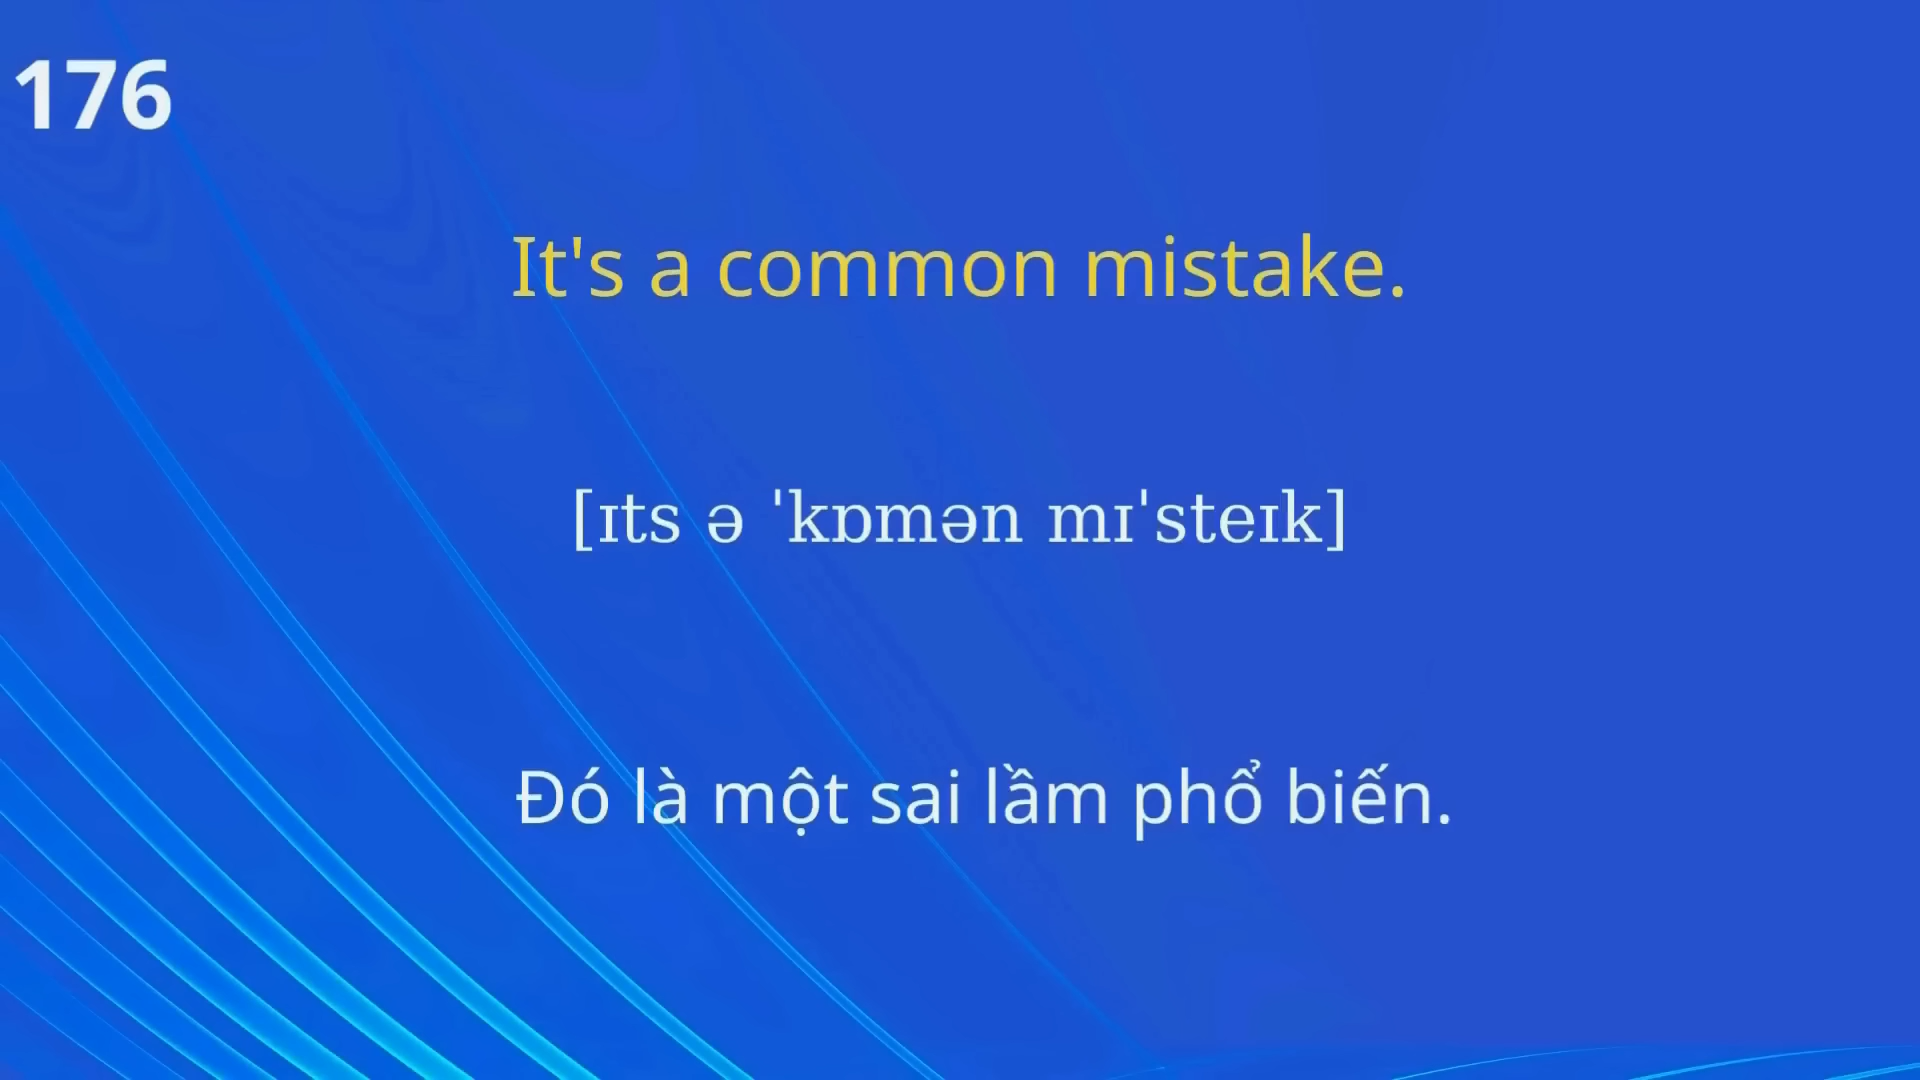 176
It's a common mistake.
[ɪts ə ˈkɒmən mɪˈsteɪk]
Đó là một sai lầm phổ biến.